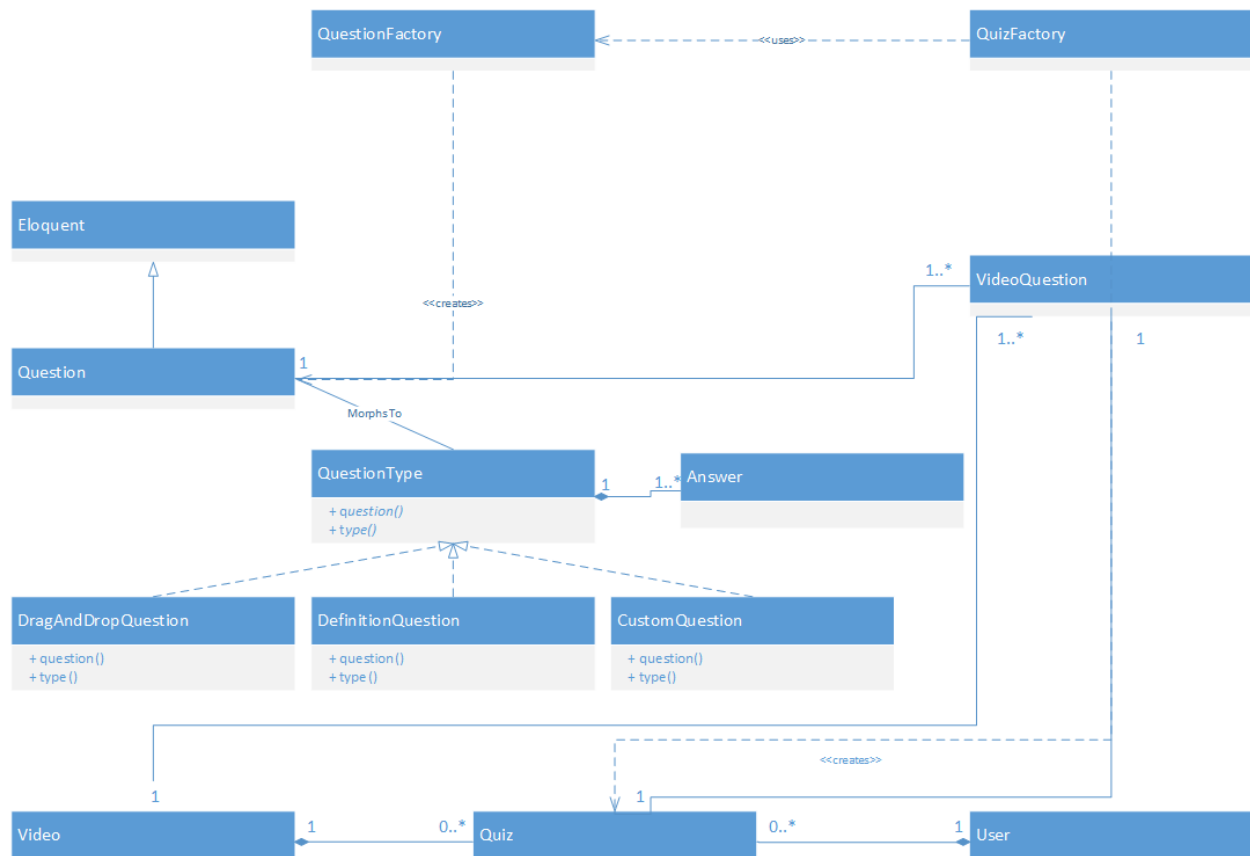 QuestionFactory
<<uses>>
QuizFactory
Eloquent
1..*
VideoQuestion
<<creates>>
1..*
1
Question
1
MorphsTo
QuestionType
+ question()
+ type()
1
1..*
Answer
DragAndDropQuestion
+ question()
+ type()
DefinitionQuestion
+ question()
+ type()
CustomQuestion
+ question()
+ type()
<<creates>>
1
1
Video
1
0..*
Quiz
0..*
1
User